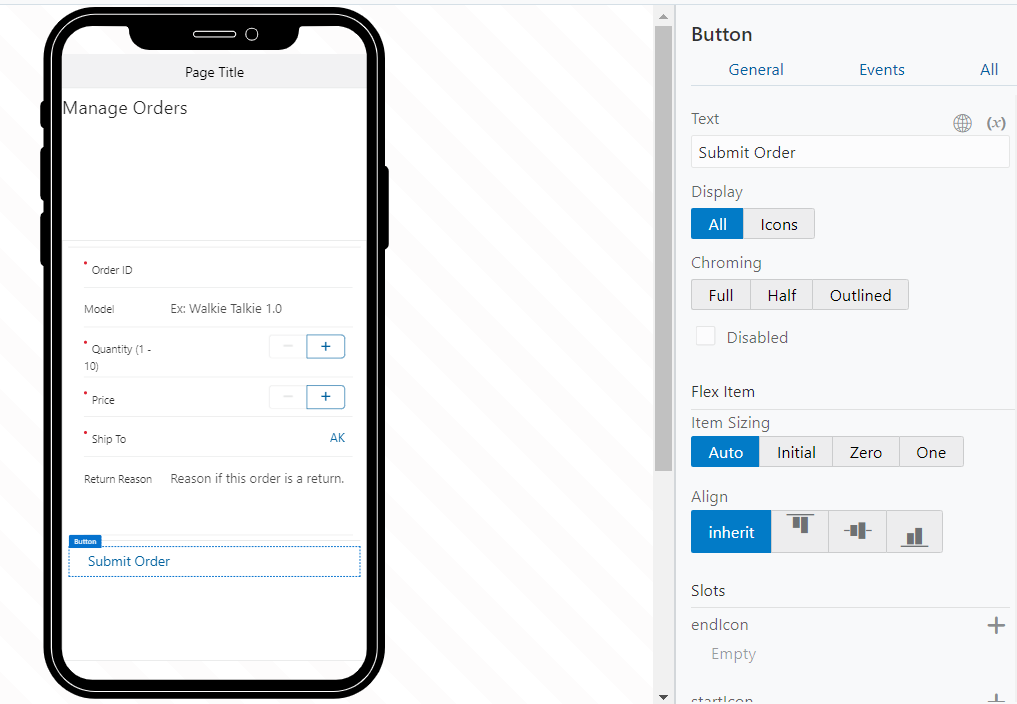 Page Title
Manage Orders
* Order ID
Model Ex: Walkie Talkie 1.0
* Quantity (1 -
10)
− +
* Price
− +
* Ship To AK
Return Reason Reason if this order is a return.
Button
Submit Order
Button
General Events All
Text
(x)
Submit Order
Display
All Icons
Chroming
Full Half Outlined
Disabled
Flex Item
Item Sizing
Auto Initial Zero One
Align
inherit
Slots
endIcon
Empty
startIcon